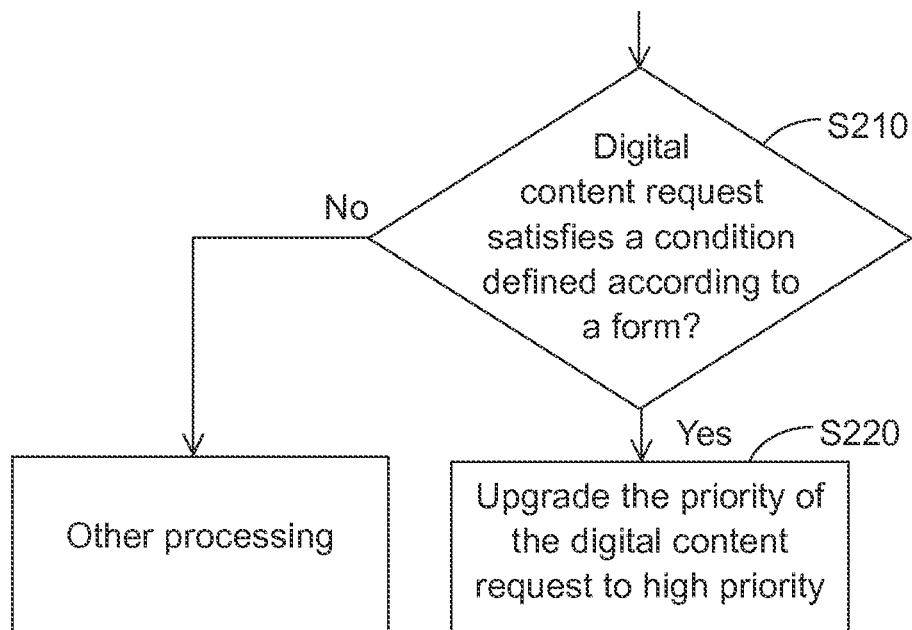 S210
Digital
content request
satisfies a condition
defined according to
a form?
No
Yes
S220
Other processing
Upgrade the priority of
the digital content
request to high priority